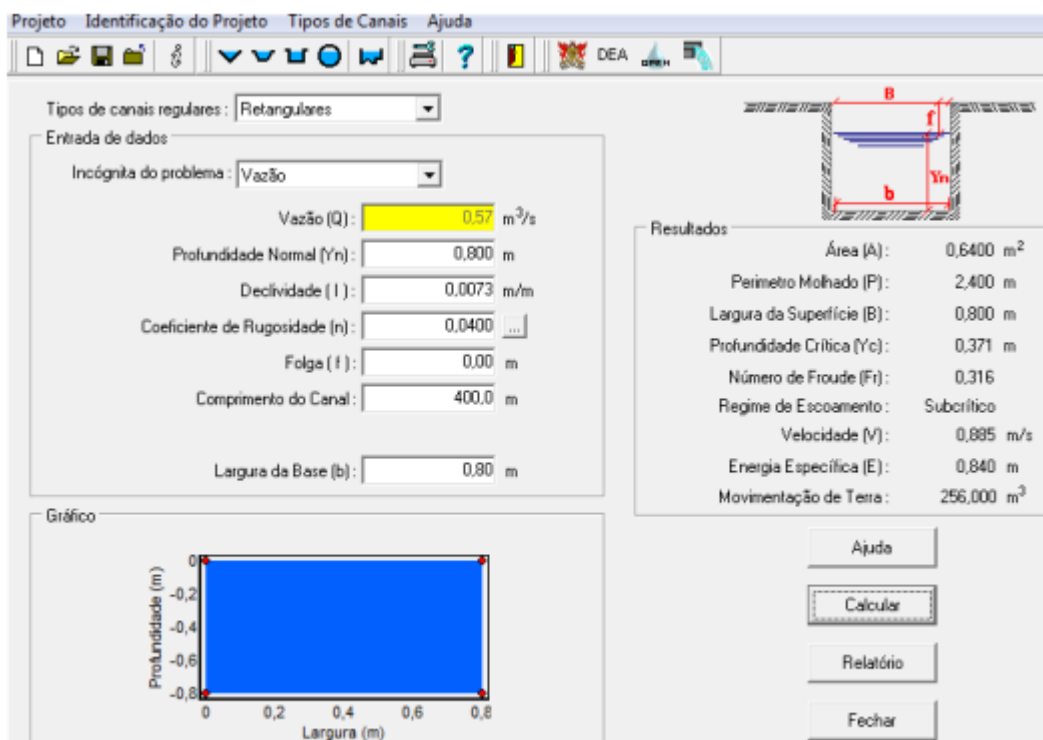 Projeto Identificação do Projeto Tipos de Canais Ajuda
DEA
Tipos de canais regulares : Retangulares
Entrada de dados
Incógnita do problema : Vazão
Vazão (Q) : 0,57 m³/s
Profundidade Normal (Yn) : 0,800 m
Declividade ( I ) : 0,0073 m/m
Coeficiente de Rugosidade (n) : 0,0400 ...
Folga ( f ) : 0,00 m
Comprimento do Canal : 400,0 m
Largura da Base (b) : 0,80 m
B
f
Yn
b
Resultados
Área (A) : 0,6400 m²
Perimetro Molhado (P) : 2,400 m
Largura da Superfície (B) : 0,800 m
Profundidade Crítica (Yc) : 0,371 m
Número de Froude (Fr) : 0,316
Regime de Escoamento : Subcrítico
Velocidade (V) : 0,885 m/s
Energia Específica (E) : 0,840 m
Movimentação de Terra : 256,000 m³
Gráfico
Profundidade (m)
0
-0,2
-0,4
-0,6
-0,8
0 0,2 0,4 0,6 0,8
Largura (m)
Ajuda
Calcular
Relatório
Fechar